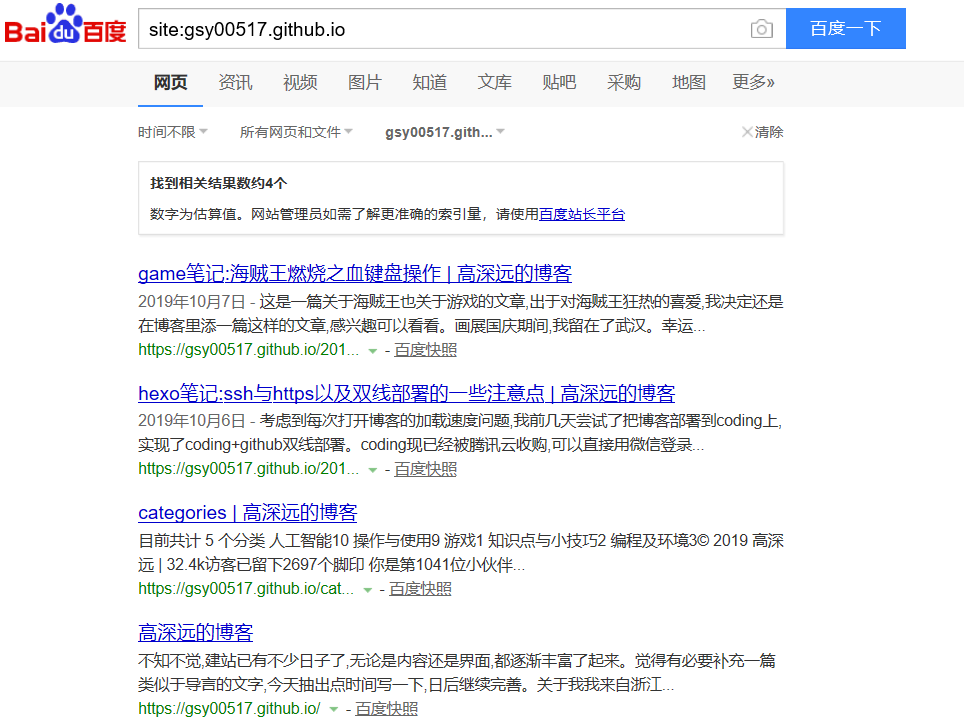 Bai du 百度 site:gsy00517.github.io 百度一下
网页 资讯 视频 图片 知道 文库 贴吧 采购 地图 更多»
时间不限 所有网页和文件 gsy00517.gith... 清除
找到相关结果数约4个
数字为估算值。网站管理员如需了解更准确的索引量，请使用百度站长平台
game笔记:海贼王燃烧之血键盘操作 | 高深远的博客
2019年10月7日 - 这是一篇关于海贼王也关于游戏的文章,出于对海贼王狂热的喜爱,我决定还是
在博客里添一篇这样的文章,感兴趣可以看看。画展国庆期间,我留在了武汉。幸运...
https://gsy00517.github.io/201... - 百度快照
hexo笔记:ssh与https以及双线部署的一些注意点 | 高深远的博客
2019年10月6日 - 考虑到每次打开博客的加载速度问题,我前几天尝试了把博客部署到coding上,
实现了coding+github双线部署。coding现已经被腾讯云收购,可以直接用微信登录...
https://gsy00517.github.io/201... - 百度快照
categories | 高深远的博客
目前共计 5 个分类 人工智能10 操作与使用9 游戏1 知识点与小技巧2 编程及环境3© 2019 高深
远 | 32.4k访客已留下2697个脚印 你是第1041位小伙伴...
https://gsy00517.github.io/cat... - 百度快照
高深远的博客
不知不觉,建站已有不少日子了,无论是内容还是界面,都逐渐丰富了起来。觉得有必要补充一篇
类似于导言的文字,今天抽出点时间写一下,日后继续完善。关于我我来自浙江...
https://gsy00517.github.io/ - 百度快照